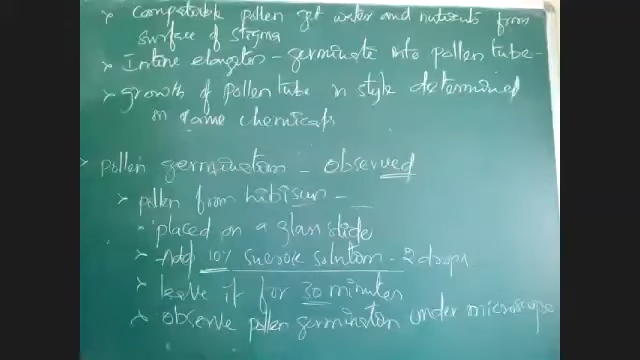 > Compatible pollen get water and nutrients from
surface of stigma
> Intine elongates - germinate into pollen tube -
> growth of pollen tube in style determined
in some chemicals
> pollen germination - observed
> pollen from hibiscus -
placed on a glass slide
> Add 10% sucrose solution - 2 drops
> leave it for 30 minutes
> observe pollen germination under microscope